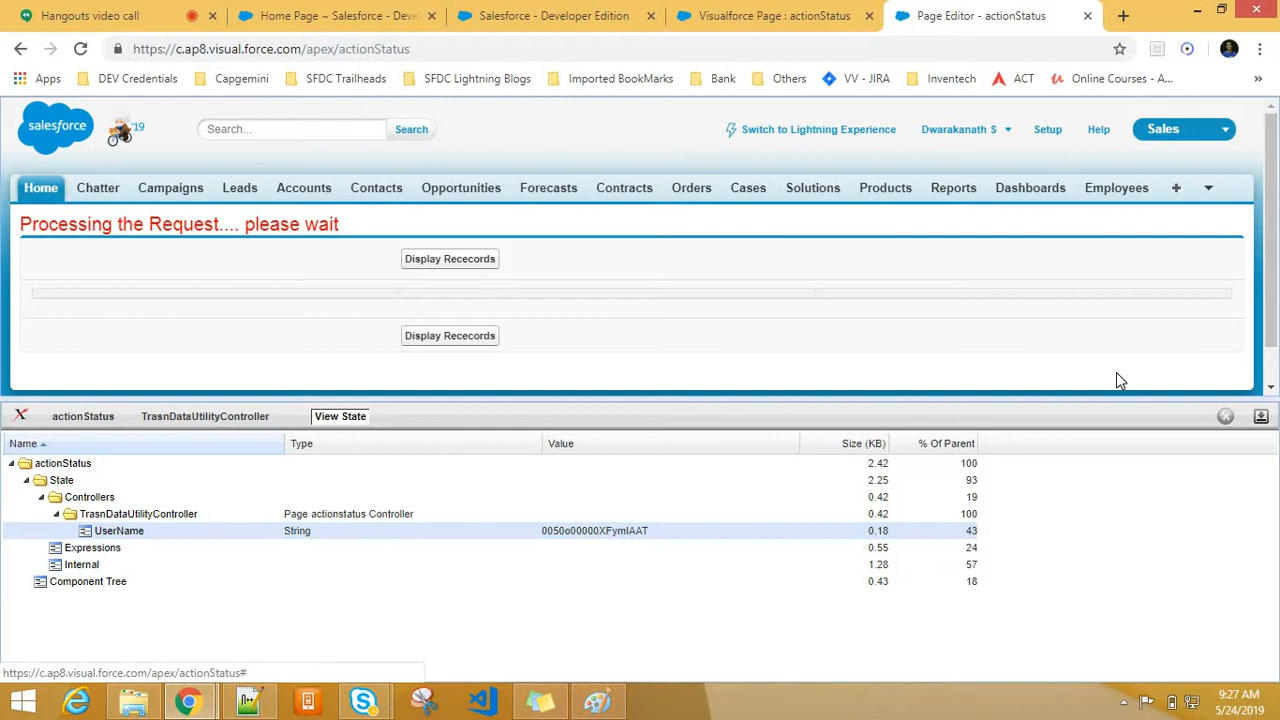 Hangouts video call
Home Page ~ Salesforce - Deve
Salesforce - Developer Edition
Visualforce Page : actionStatus
Page Editor - actionStatus
https://c.ap8.visual.force.com/apex/actionStatus
Apps
DEV Credentials
Capgemini
SFDC Trailheads
SFDC Lightning Blogs
Imported BookMarks
Bank
Others
VV - JIRA
Inventech
ACT
Online Courses - A...
salesforce
'19
Search...
Search
Switch to Lightning Experience
Dwarakanath S
Setup
Help
Sales
Home
Chatter
Campaigns
Leads
Accounts
Contacts
Opportunities
Forecasts
Contracts
Orders
Cases
Solutions
Products
Reports
Dashboards
Employees
Processing the Request.... please wait
Display Rececords
Display Rececords
actionStatus
TrasnDataUtilityController
View State
Name Type Value Size (KB) % Of Parent
actionStatus 2.42 100
State 2.25 93
Controllers 0.42 19
TrasnDataUtilityController Page actionstatus Controller 0.42 100
UserName String 0050o00000XFymIAAT 0.18 43
Expressions 0.55 24
Internal 1.28 57
Component Tree 0.43 18
https://c.ap8.visual.force.com/apex/actionStatus#
9:27 AM
5/24/2019